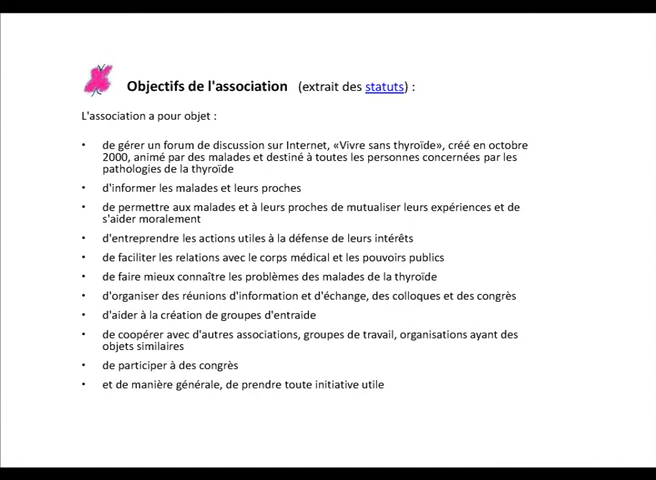 Objectifs de l'association (extrait des statuts) :
L'association a pour objet :
• de gérer un forum de discussion sur Internet, «Vivre sans thyroïde», créé en octobre
2000, animé par des malades et destiné à toutes les personnes concernées par les
pathologies de la thyroïde
• d'informer les malades et leurs proches
• de permettre aux malades et à leurs proches de mutualiser leurs expériences et de
s'aider moralement
• d'entreprendre les actions utiles à la défense de leurs intérêts
• de faciliter les relations avec le corps médical et les pouvoirs publics
• de faire mieux connaître les problèmes des malades de la thyroïde
• d'organiser des réunions d'information et d'échange, des colloques et des congrès
• d'aider à la création de groupes d'entraide
• de coopérer avec d'autres associations, groupes de travail, organisations ayant des
objets similaires
• de participer à des congrès
• et de manière générale, de prendre toute initiative utile